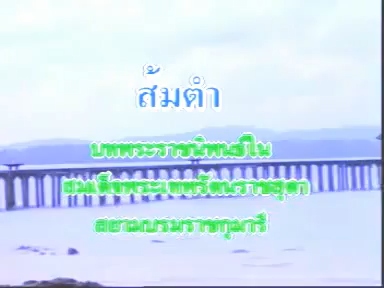 ส้มตำ
บทพระราชนิพนธ์ใน
สมเด็จพระเทพรัตนราชสุดา
สยามบรมราชกุมารี